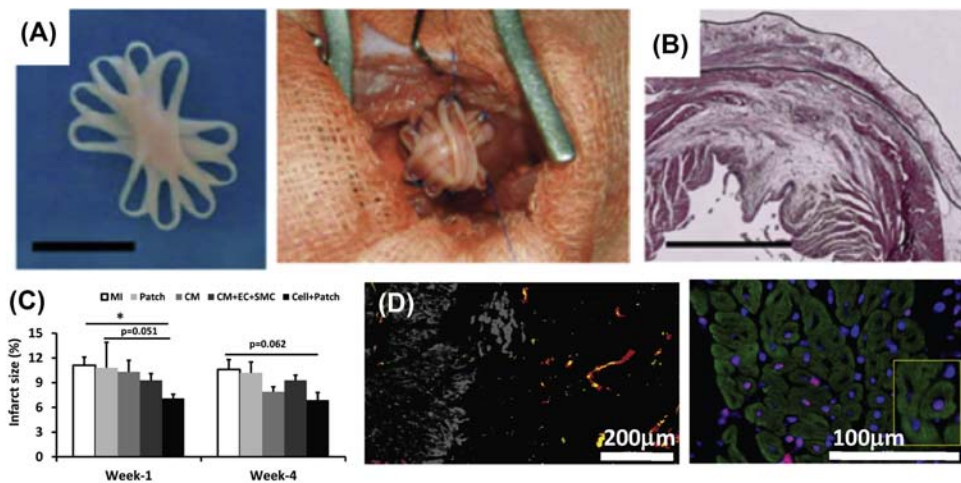 (A)
(B)
(C)
MI Patch CM CM+EC+SMC Cell+Patch
*
p=0.051
p=0.062
Infarct size (%)
15
12
9
6
3
0
Week-1
Week-4
(D)
200μm
100μm